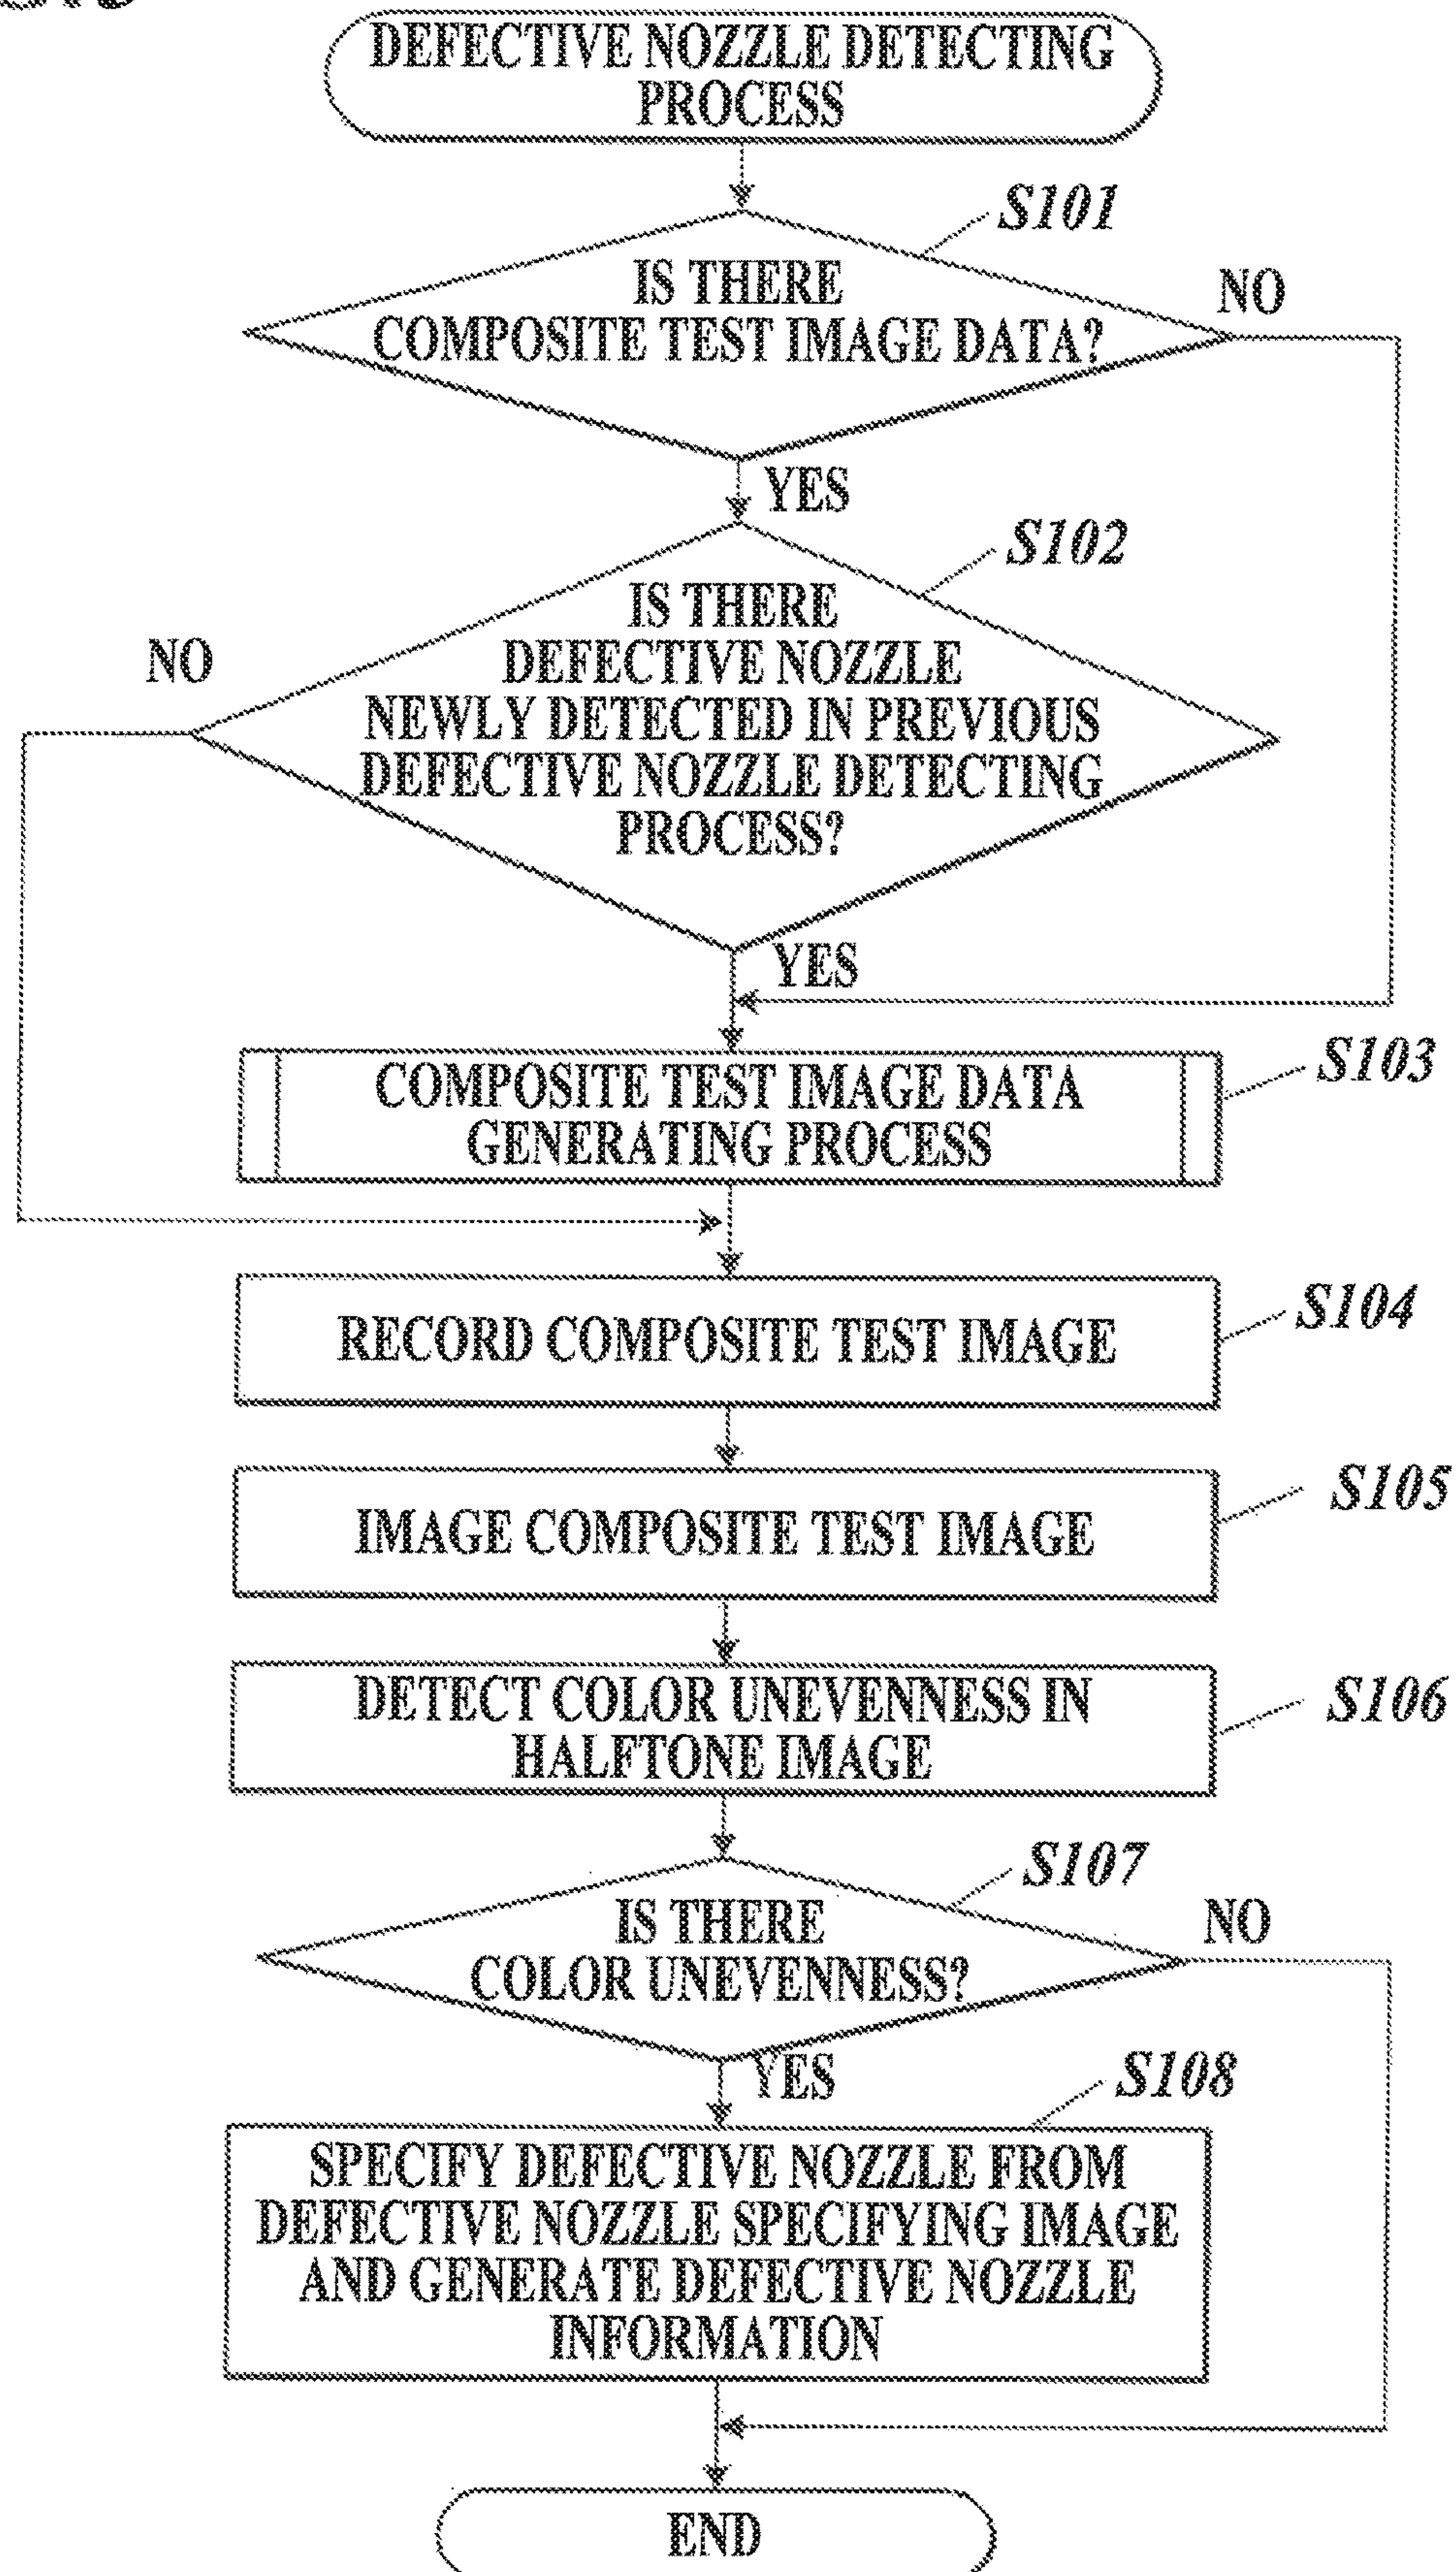 DEFECTIVE NOZZLE DETECTING
PROCESS
S101
IS THERE
COMPOSITE TEST IMAGE DATA?
NO
YES
S102
IS THERE
DEFECTIVE NOZZLE
NEWLY DETECTED IN PREVIOUS
DEFECTIVE NOZZLE DETECTING
PROCESS?
NO
YES
S103
COMPOSITE TEST IMAGE DATA
GENERATING PROCESS
S104
RECORD COMPOSITE TEST IMAGE
S105
IMAGE COMPOSITE TEST IMAGE
S106
DETECT COLOR UNEVENNESS IN
HALFTONE IMAGE
S107
IS THERE
COLOR UNEVENNESS?
NO
YES
S108
SPECIFY DEFECTIVE NOZZLE FROM
DEFECTIVE NOZZLE SPECIFYING IMAGE
AND GENERATE DEFECTIVE NOZZLE
INFORMATION
END